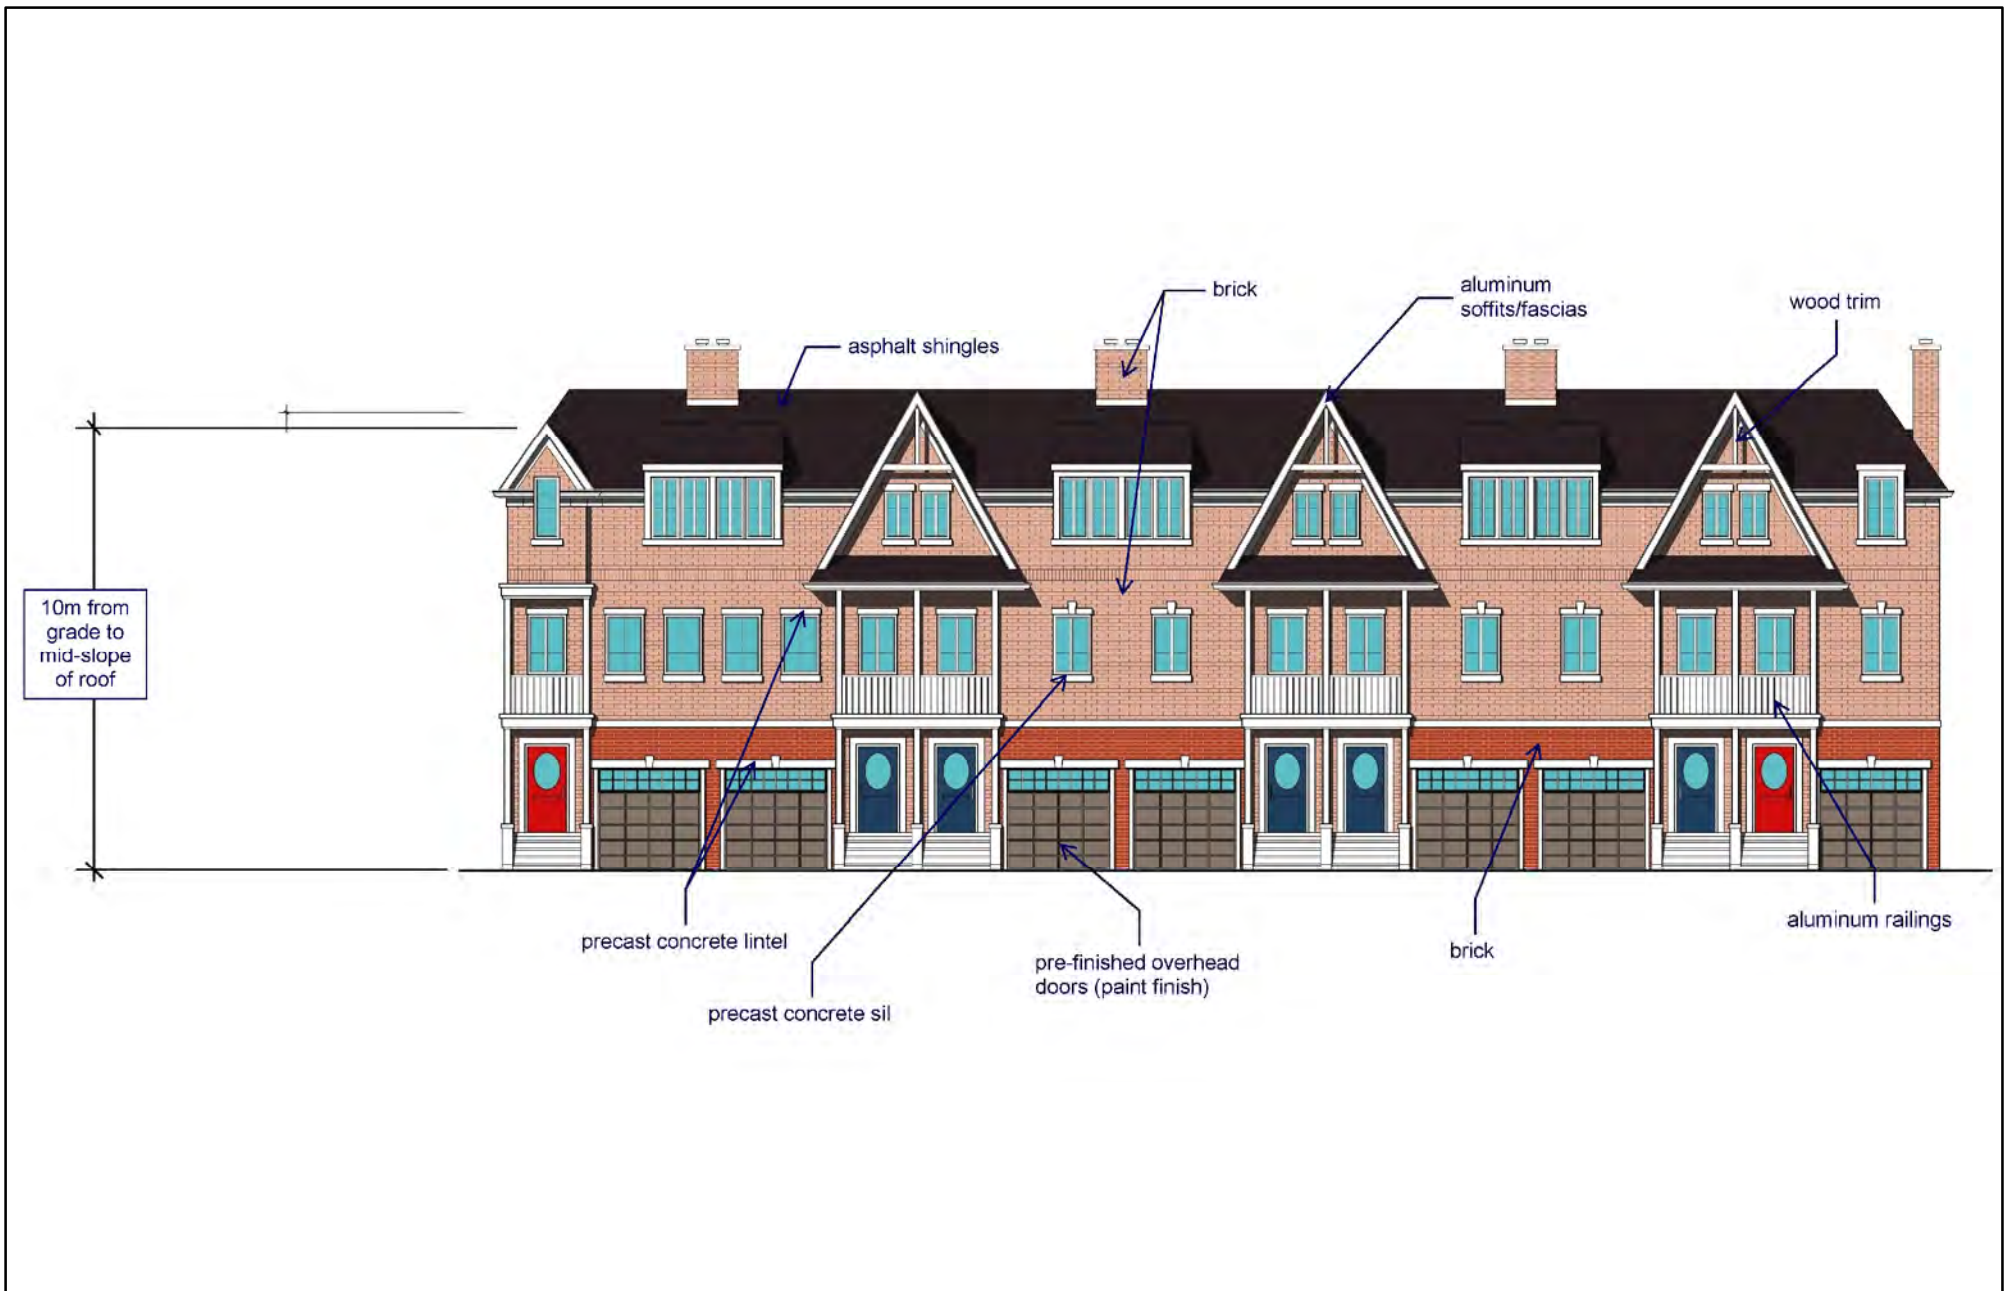 brick
aluminum
soffits/fascias
wood trim
asphalt shingles
10m from
grade to
mid-slope
of roof
precast concrete lintel
precast concrete sil
pre-finished overhead
doors (paint finish)
brick
aluminum railings